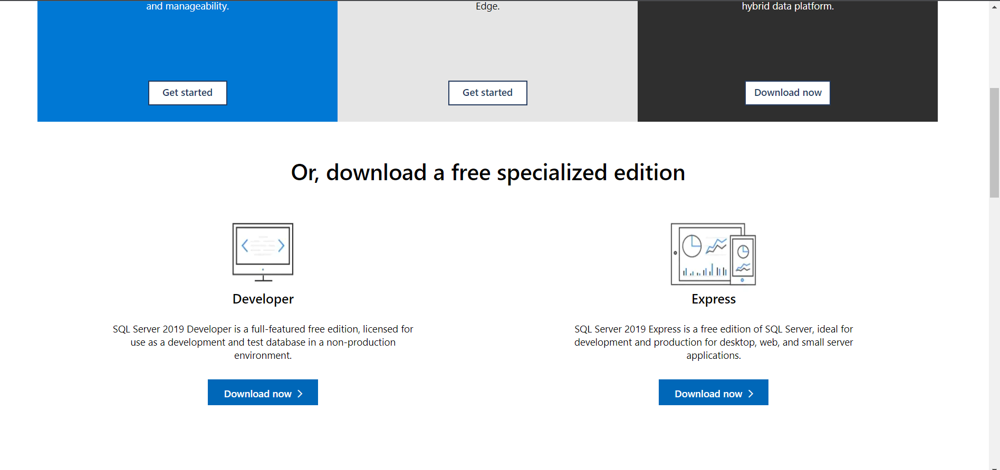 and manageability.
Edge.
hybrid data platform.
Get started
Get started
Download now
Or, download a free specialized edition
Developer
SQL Server 2019 Developer is a full-featured free edition, licensed for
use as a development and test database in a non-production
environment.
Download now
Express
SQL Server 2019 Express is a free edition of SQL Server, ideal for
development and production for desktop, web, and small server
applications.
Download now